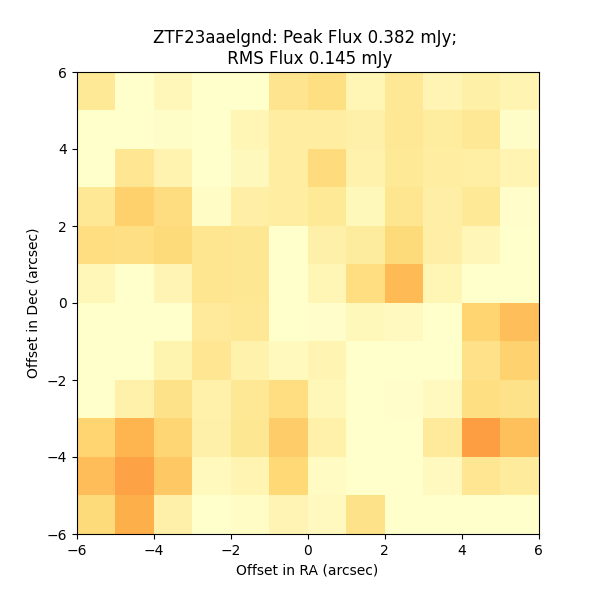 ZTF23aaelgnd: Peak Flux 0.382 mJy;
RMS Flux 0.145 mJy
6
4
2
0
−2
−4
−6
Offset in Dec (arcsec)
−6 −4 −2 0 2 4 6
Offset in RA (arcsec)